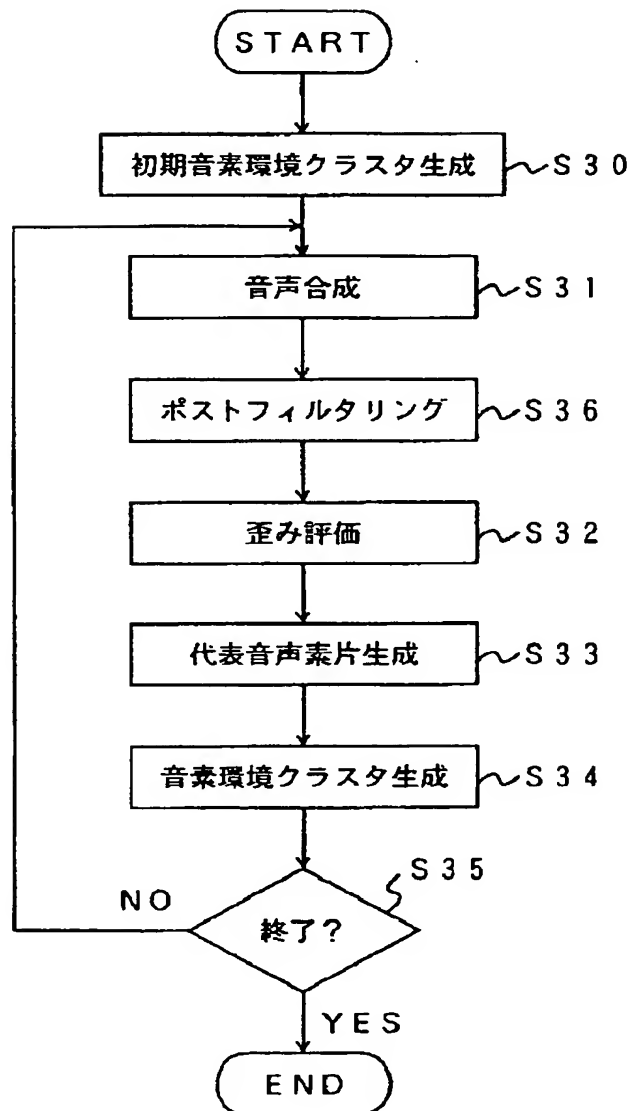 START
初期音素環境クラスタ生成 S30
音声合成 S31
ポストフィルタリング S36
歪み評価 S32
代表音声素片生成 S33
音素環境クラスタ生成 S34
S35
NO
終了?
YES
END